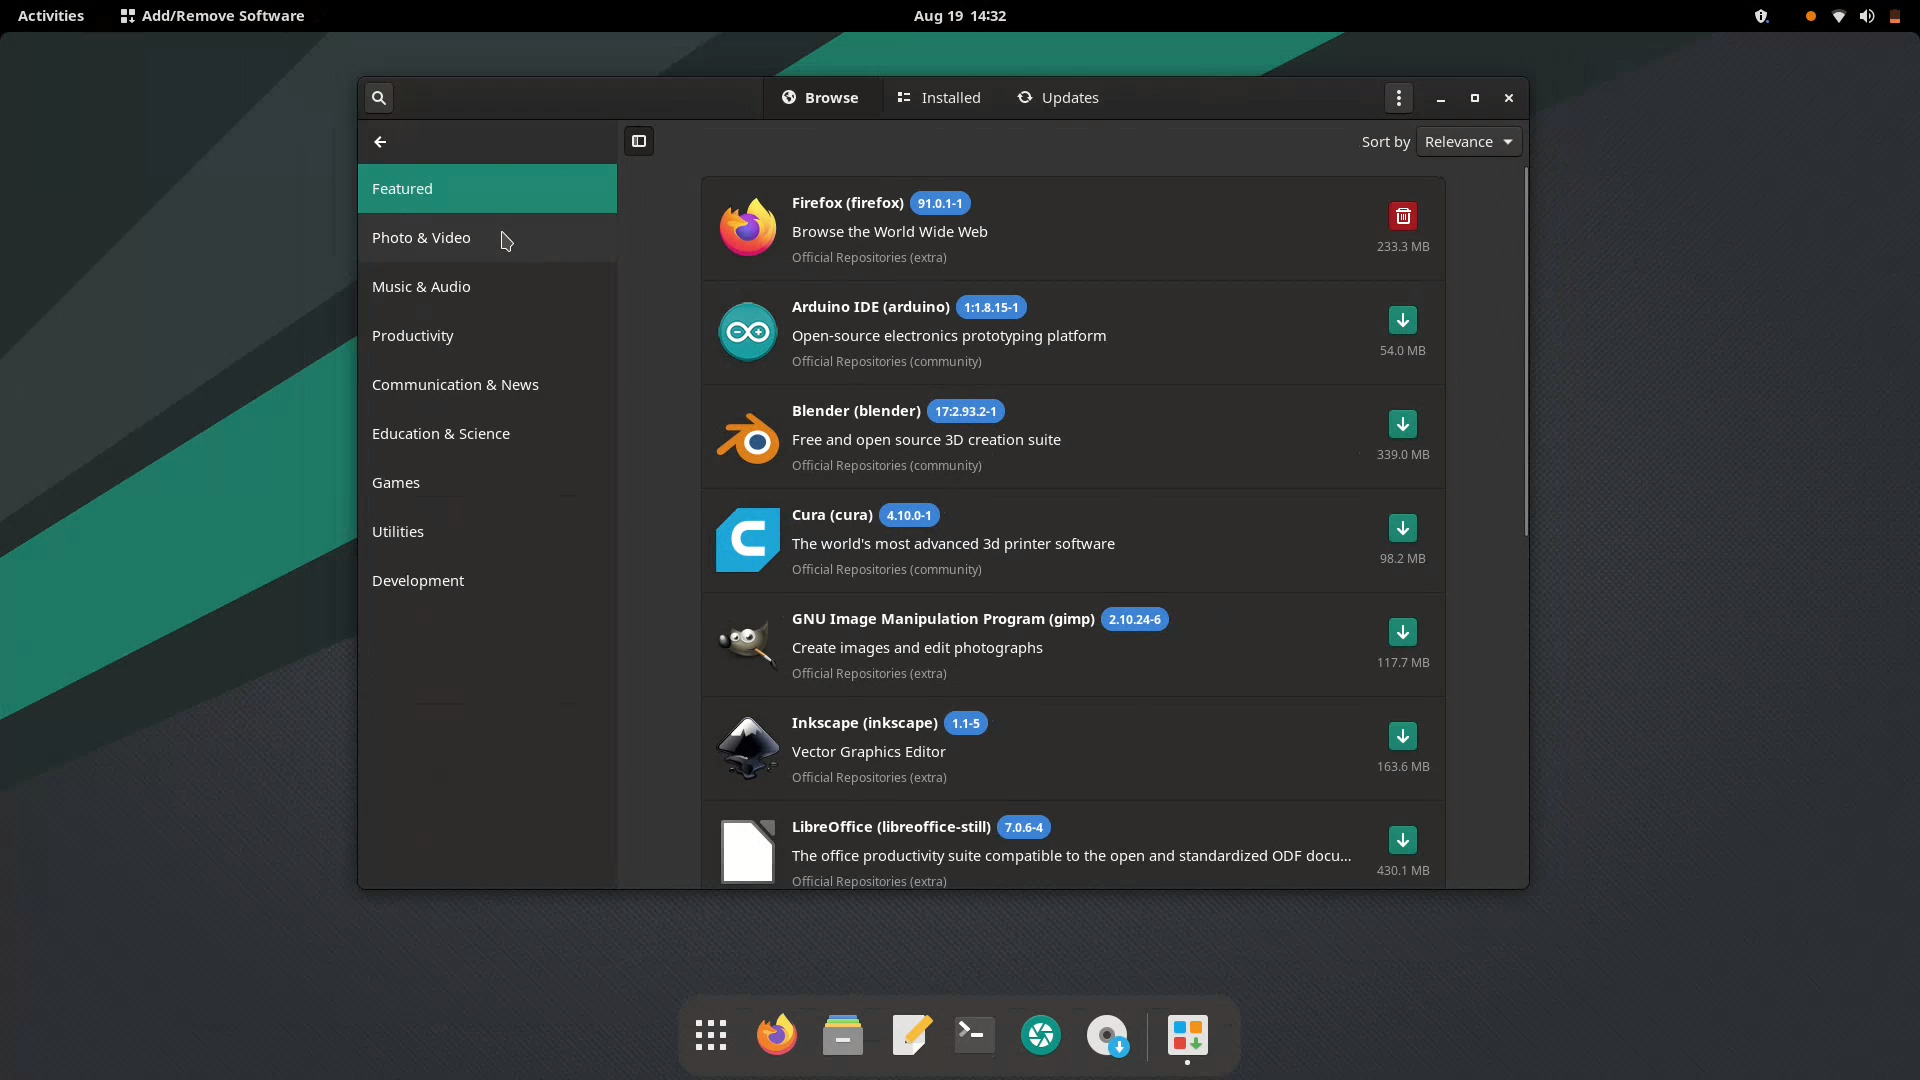 Activities
Add/Remove Software
Aug 19 14:32
Browse
Installed
Updates
Sort by Relevance
Featured
Photo & Video
Music & Audio
Productivity
Communication & News
Education & Science
Games
Utilities
Development
Firefox (firefox) 91.0.1-1
Browse the World Wide Web
Official Repositories (extra)
233.3 MB
Arduino IDE (arduino) 1:1.8.15-1
Open-source electronics prototyping platform
Official Repositories (community)
54.0 MB
Blender (blender) 17:2.93.2-1
Free and open source 3D creation suite
Official Repositories (community)
339.0 MB
Cura (cura) 4.10.0-1
The world's most advanced 3d printer software
Official Repositories (community)
98.2 MB
GNU Image Manipulation Program (gimp) 2.10.24-6
Create images and edit photographs
Official Repositories (extra)
117.7 MB
Inkscape (inkscape) 1.1-5
Vector Graphics Editor
Official Repositories (extra)
163.6 MB
LibreOffice (libreoffice-still) 7.0.6-4
The office productivity suite compatible to the open and standardized ODF docu...
Official Repositories (extra)
430.1 MB